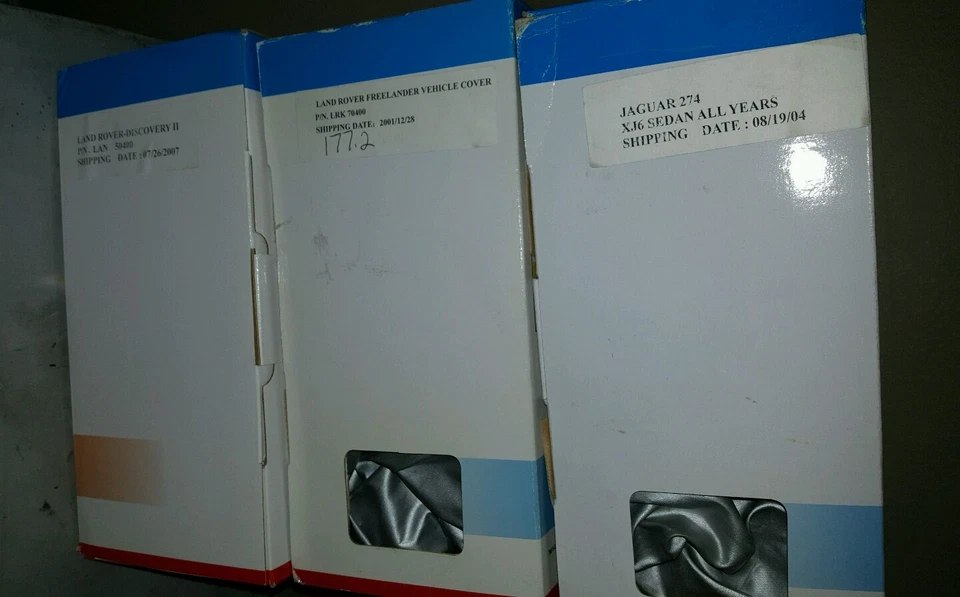 LAND ROVER-DISCOVERY II
P/N. LAN 50400
SHIPPING DATE :07/26/2007
LAND ROVER FREELANDER VEHICLE COVER
P/N. LRK 70400
SHIPPING DATE: 2001/12/28
177.2
JAGUAR 274
XJ6 SEDAN ALL YEARS
SHIPPING DATE : 08/19/04